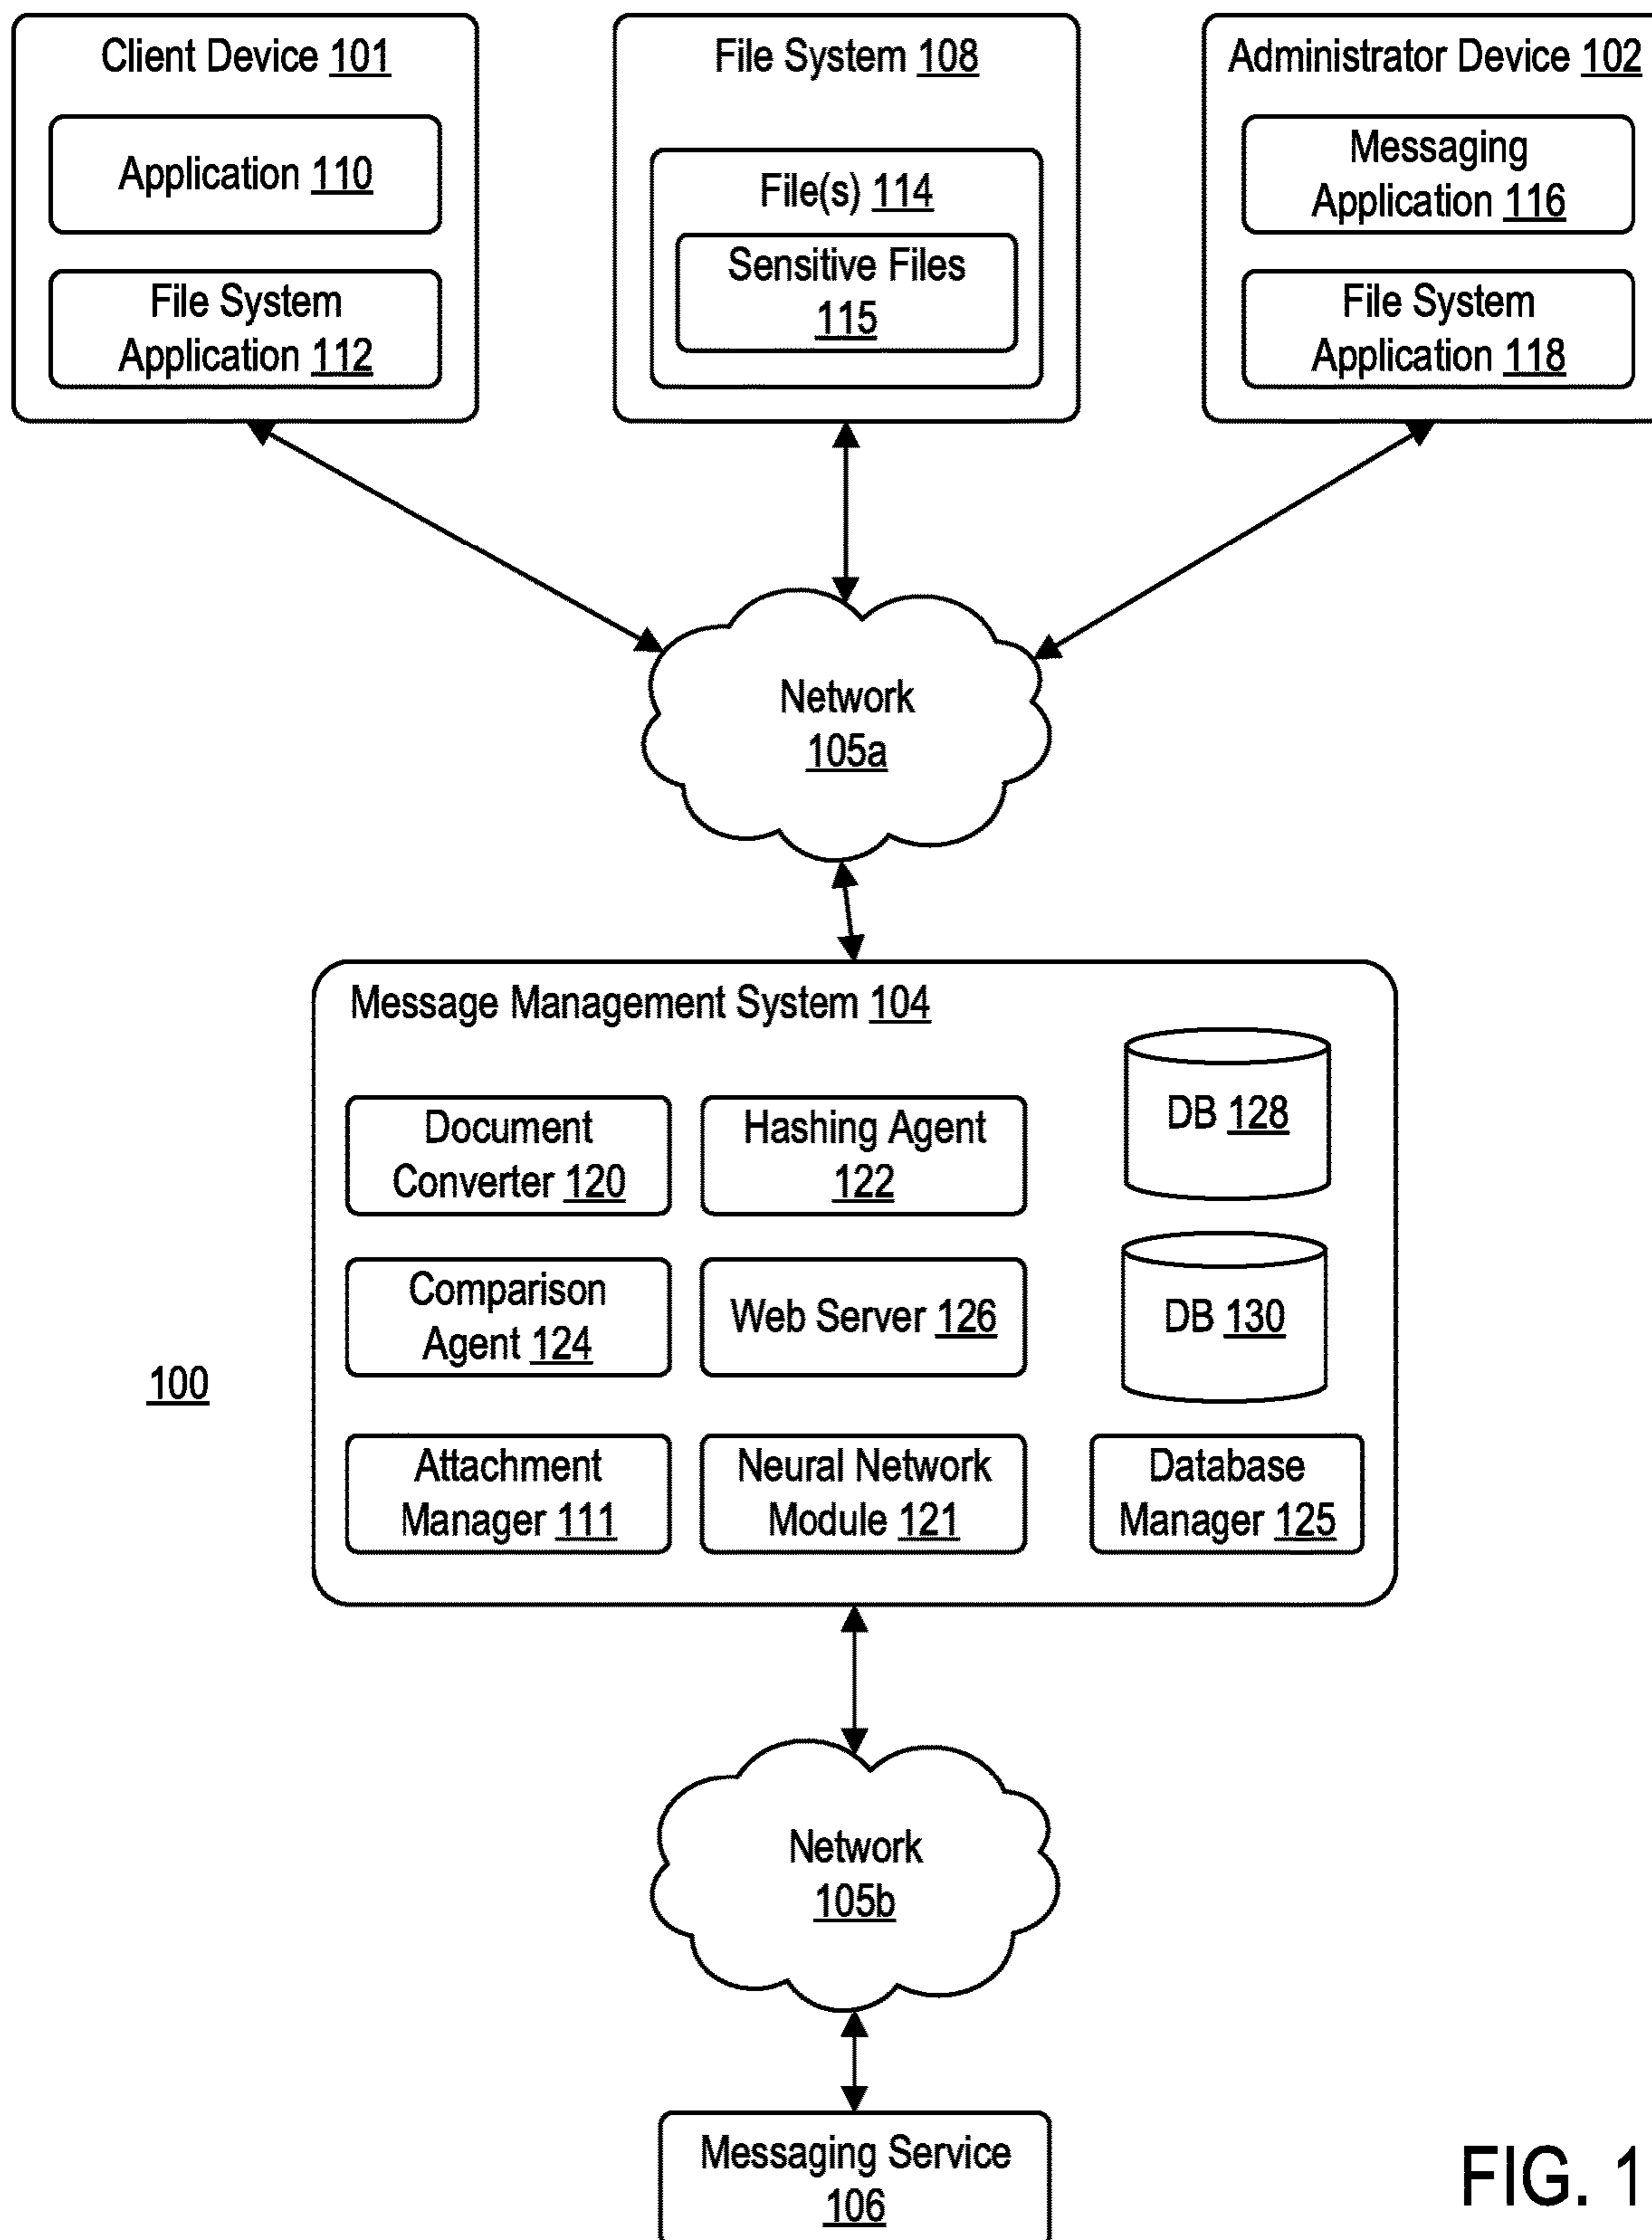 Client Device 101
Application 110
File System
Application 112
File System 108
File(s) 114
Sensitive Files
115
Administrator Device 102
Messaging
Application 116
File System
Application 118
Network
105a
Message Management System 104
Document
Converter 120
Hashing Agent
122
DB 128
Comparison
Agent 124
Web Server 126
DB 130
100
Attachment
Manager 111
Neural Network
Module 121
Database
Manager 125
Network
105b
Messaging Service
106
FIG. 1